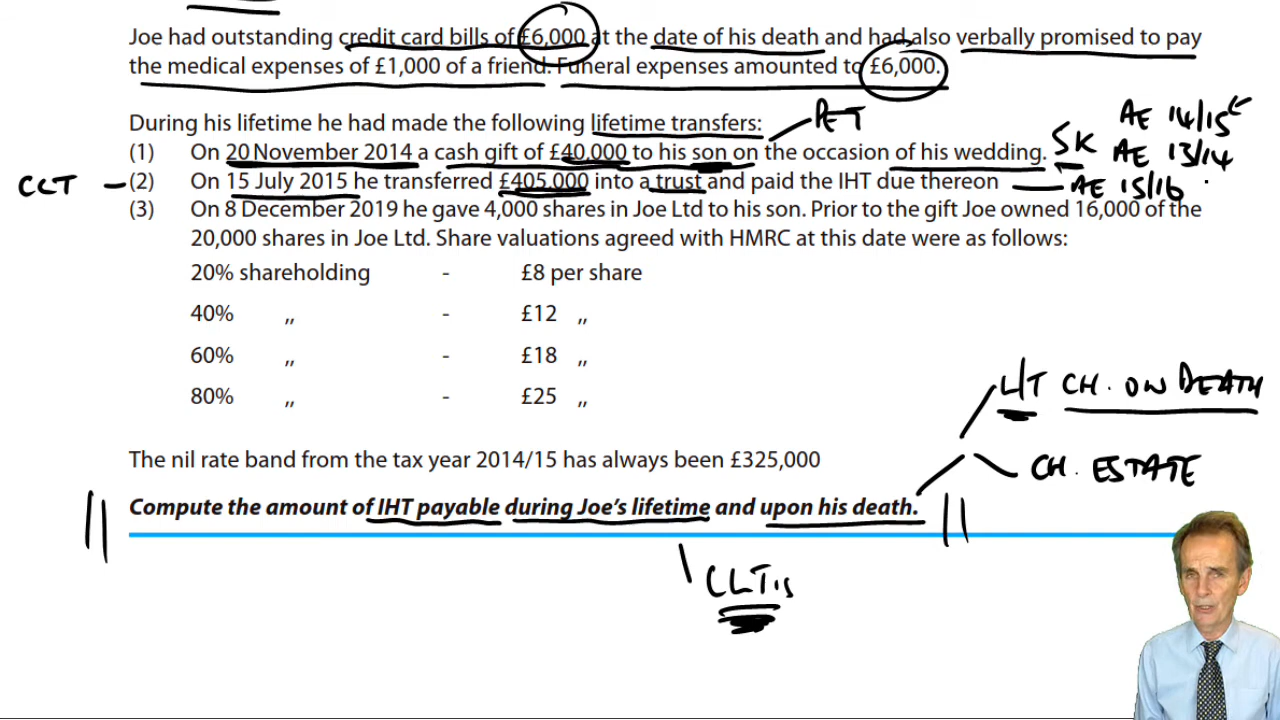 Joe had outstanding credit card bills of £6,000 at the date of his death and had also verbally promised to pay
the medical expenses of £1,000 of a friend. Funeral expenses amounted to £6,000.
During his lifetime he had made the following lifetime transfers: PET
AE 14/15
(1) On 20 November 2014 a cash gift of £40,000 to his son on the occasion of his wedding. 5K AE 13/14
CLT (2) On 15 July 2015 he transferred £405,000 into a trust and paid the IHT due thereon AE 15/16
(3) On 8 December 2019 he gave 4,000 shares in Joe Ltd to his son. Prior to the gift Joe owned 16,000 of the
20,000 shares in Joe Ltd. Share valuations agreed with HMRC at this date were as follows:
20% shareholding - £8 per share
40% „ - £12 „
60% „ - £18 „
80% „ - £25 „
L/T CH. ON DEATH
The nil rate band from the tax year 2014/15 has always been £325,000
CH. ESTATE
Compute the amount of IHT payable during Joe's lifetime and upon his death.
CLTs